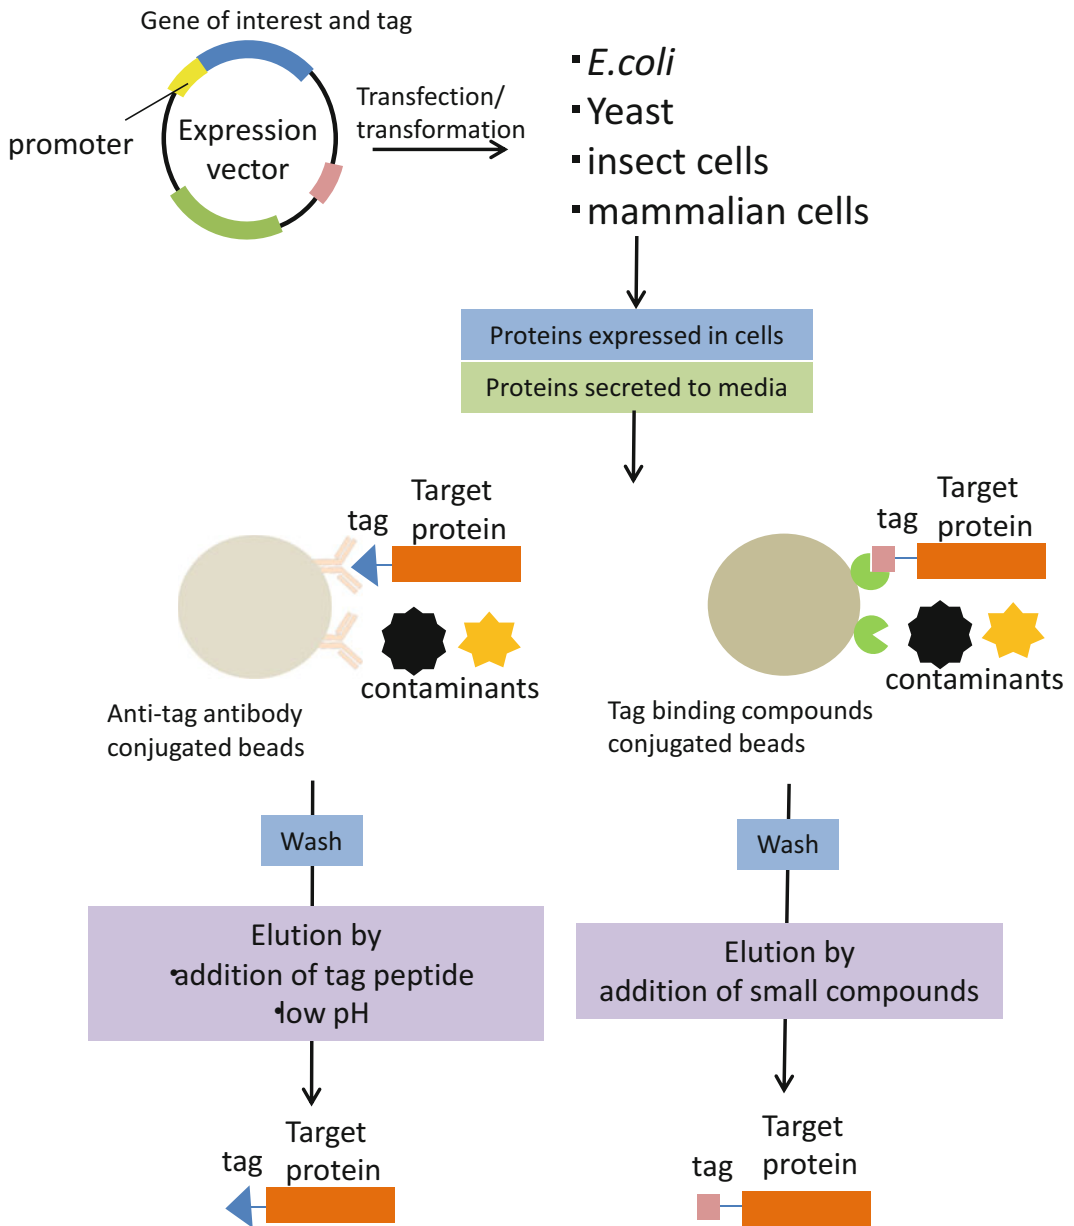 Gene of interest and tag
promoter
Expression
vector
Transfection/
transformation
▪ E.coli
▪ Yeast
▪ insect cells
▪ mammalian cells
Proteins expressed in cells
Proteins secreted to media
tag
Target
protein
contaminants
Anti-tag antibody
conjugated beads
tag
Target
protein
contaminants
Tag binding compounds
conjugated beads
Wash
Elution by
•addition of tag peptide
•low pH
tag
Target
protein
Wash
Elution by
addition of small compounds
tag
Target
protein